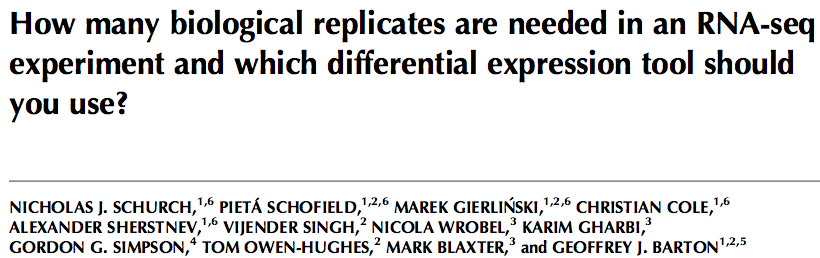 How many biological replicates are needed in an RNA-seq
experiment and which differential expression tool should
you use?
NICHOLAS J. SCHURCH,1,6 PIETÁ SCHOFIELD,1,2,6 MAREK GIERLIŃSKI,1,2,6 CHRISTIAN COLE,1,6
ALEXANDER SHERSTNEV,1,6 VIJENDER SINGH,2 NICOLA WROBEL,3 KARIM GHARBI,3
GORDON G. SIMPSON,4 TOM OWEN-HUGHES,2 MARK BLAXTER,3 and GEOFFREY J. BARTON1,2,5